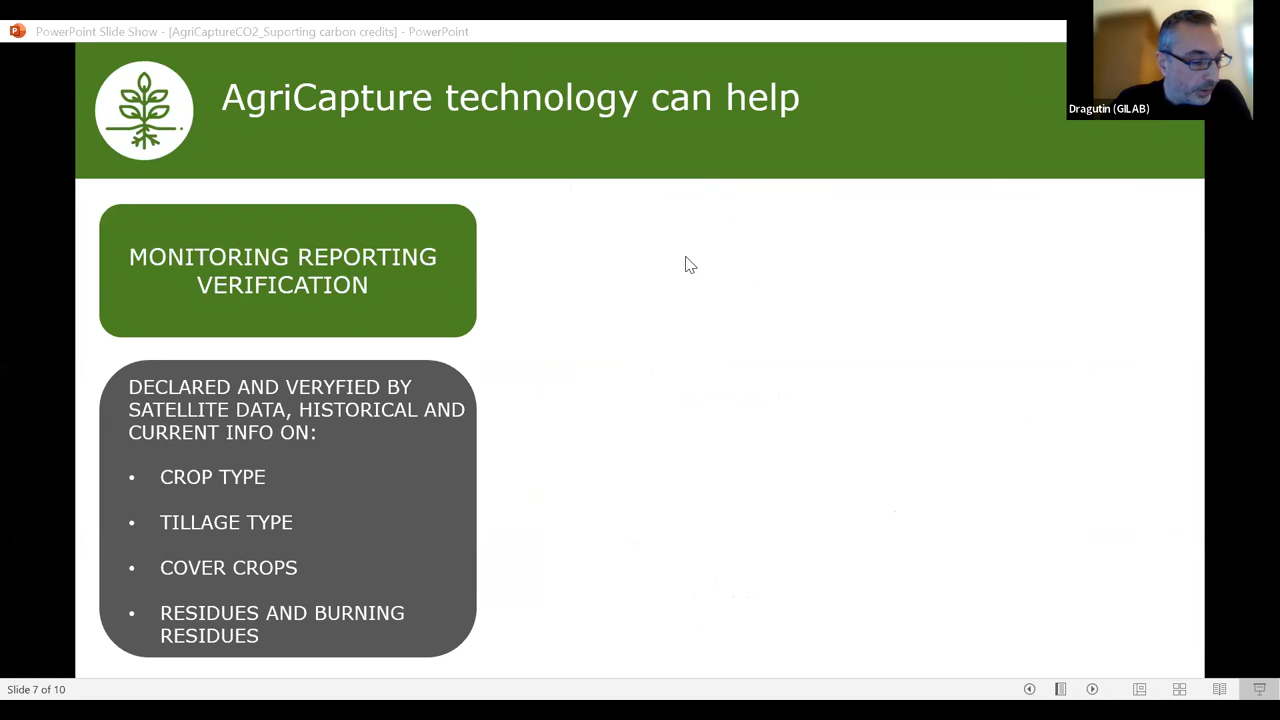 PowerPoint Slide Show - [AgriCaptureCO2_Suporting carbon credits] - PowerPoint
AgriCapture technology can help
Dragutin (GILAB)
MONITORING REPORTING
VERIFICATION
DECLARED AND VERYFIED BY
SATELLITE DATA, HISTORICAL AND
CURRENT INFO ON:
• CROP TYPE
• TILLAGE TYPE
• COVER CROPS
• RESIDUES AND BURNING
RESIDUES
Slide 7 of 10